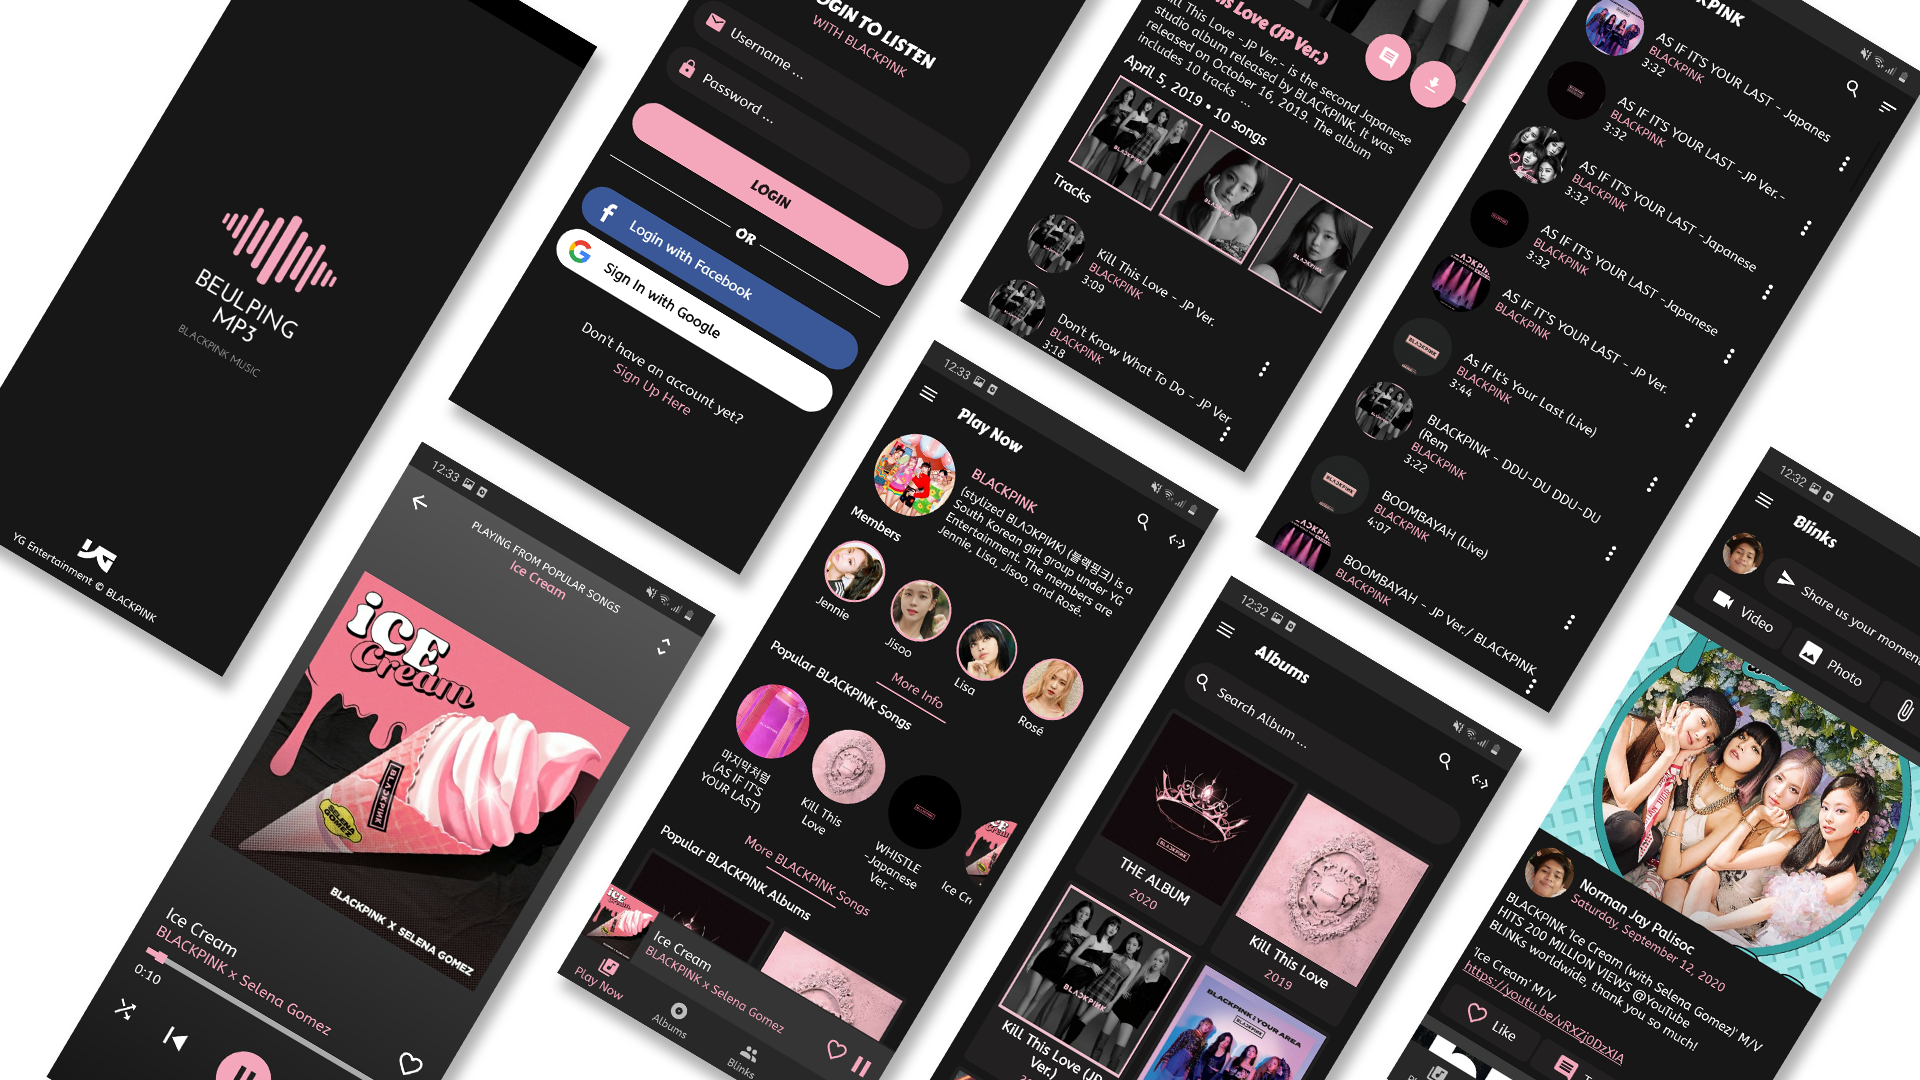 BEULPING
MP3
BLACKPINK MUSIC
YG
YG Entertainment © BLACKPINK
LOGIN TO LISTEN
WITH BLACKPINK
Username ...
Password ...
LOGIN
OR
Login with Facebook
Sign In with Google
Don't have an account yet?
Sign Up Here
This Love (JP Ver.)
Kill This Love -JP Ver.- is the second Japanese
studio album released by BLACKPINK. It was
released on October 16, 2019. The album
includes 10 tracks ...
April 5, 2019 • 10 songs
Tracks
Kill This Love - JP Ver.
BLACKPINK
3:09
Don't Know What To Do - JP Ver.
BLACKPINK
3:18
AS IF IT'S YOUR LAST - Japanes
BLACKPINK
3:32
AS IF IT'S YOUR LAST -JP Ver.-
BLACKPINK
3:32
AS IF IT'S YOUR LAST -Japanese
BLACKPINK
3:32
AS IF IT'S YOUR LAST -Japanese
BLACKPINK
3:32
AS IF IT'S YOUR LAST - JP Ver.
BLACKPINK
As If It's Your Last (Live)
BLACKPINK
3:44
BLACKPINK - DDU-DU DDU-DU
(Rem
BLACKPINK
3:22
BOOMBAYAH (Live)
BLACKPINK
4:07
BOOMBAYAH - JP Ver./ BLACKPINK
BLACKPINK
12:33
PLAYING FROM POPULAR SONGS
Ice Cream
iCE
Cream
BLACKPINK
SELENA
GOMEZ
BLACKPINK X SELENA GOMEZ
Ice Cream
BLACKPINK x Selena Gomez
0:10
12:33
Play Now
BLACKPINK
(stylized BLɅϽKPIИK) (블랙핑크) is a
South Korean girl group under YG
Entertainment. The members are
Jennie, Lisa, Jisoo, and Rosé.
Members
Jennie
Jisoo
Lisa
Rosé
More Info
Popular BLACKPINK Songs
마지막처럼
(AS IF IT'S
YOUR LAST)
Kill This
Love
WHISTLE
-Japanese
Ver.-
Ice Cr
More BLACKPINK Songs
Popular BLACKPINK Albums
Ice Cream
BLACKPINK x Selena Gomez
Play Now
Albums
Blinks
12:32
Albums
Search Album ...
THE ALBUM
2020
Kill This Love
2019
BLACKPINK
Kill This Love (JP
Ver.)
BLACKPINK IN YOUR AREA
BLACKPINK
12:32
Blinks
Share us your momen
Video
Photo
Norman Jay Palisoc
Saturday, September 12, 2020
BLACKPINK 'Ice Cream (with Selena Gomez)' M/V
HITS 200 MILLION VIEWS @YouTube
BLINKs worldwide, thank you so much!
'Ice Cream' M/V
https://youtu.be/vRXZj0DzXIA
Like